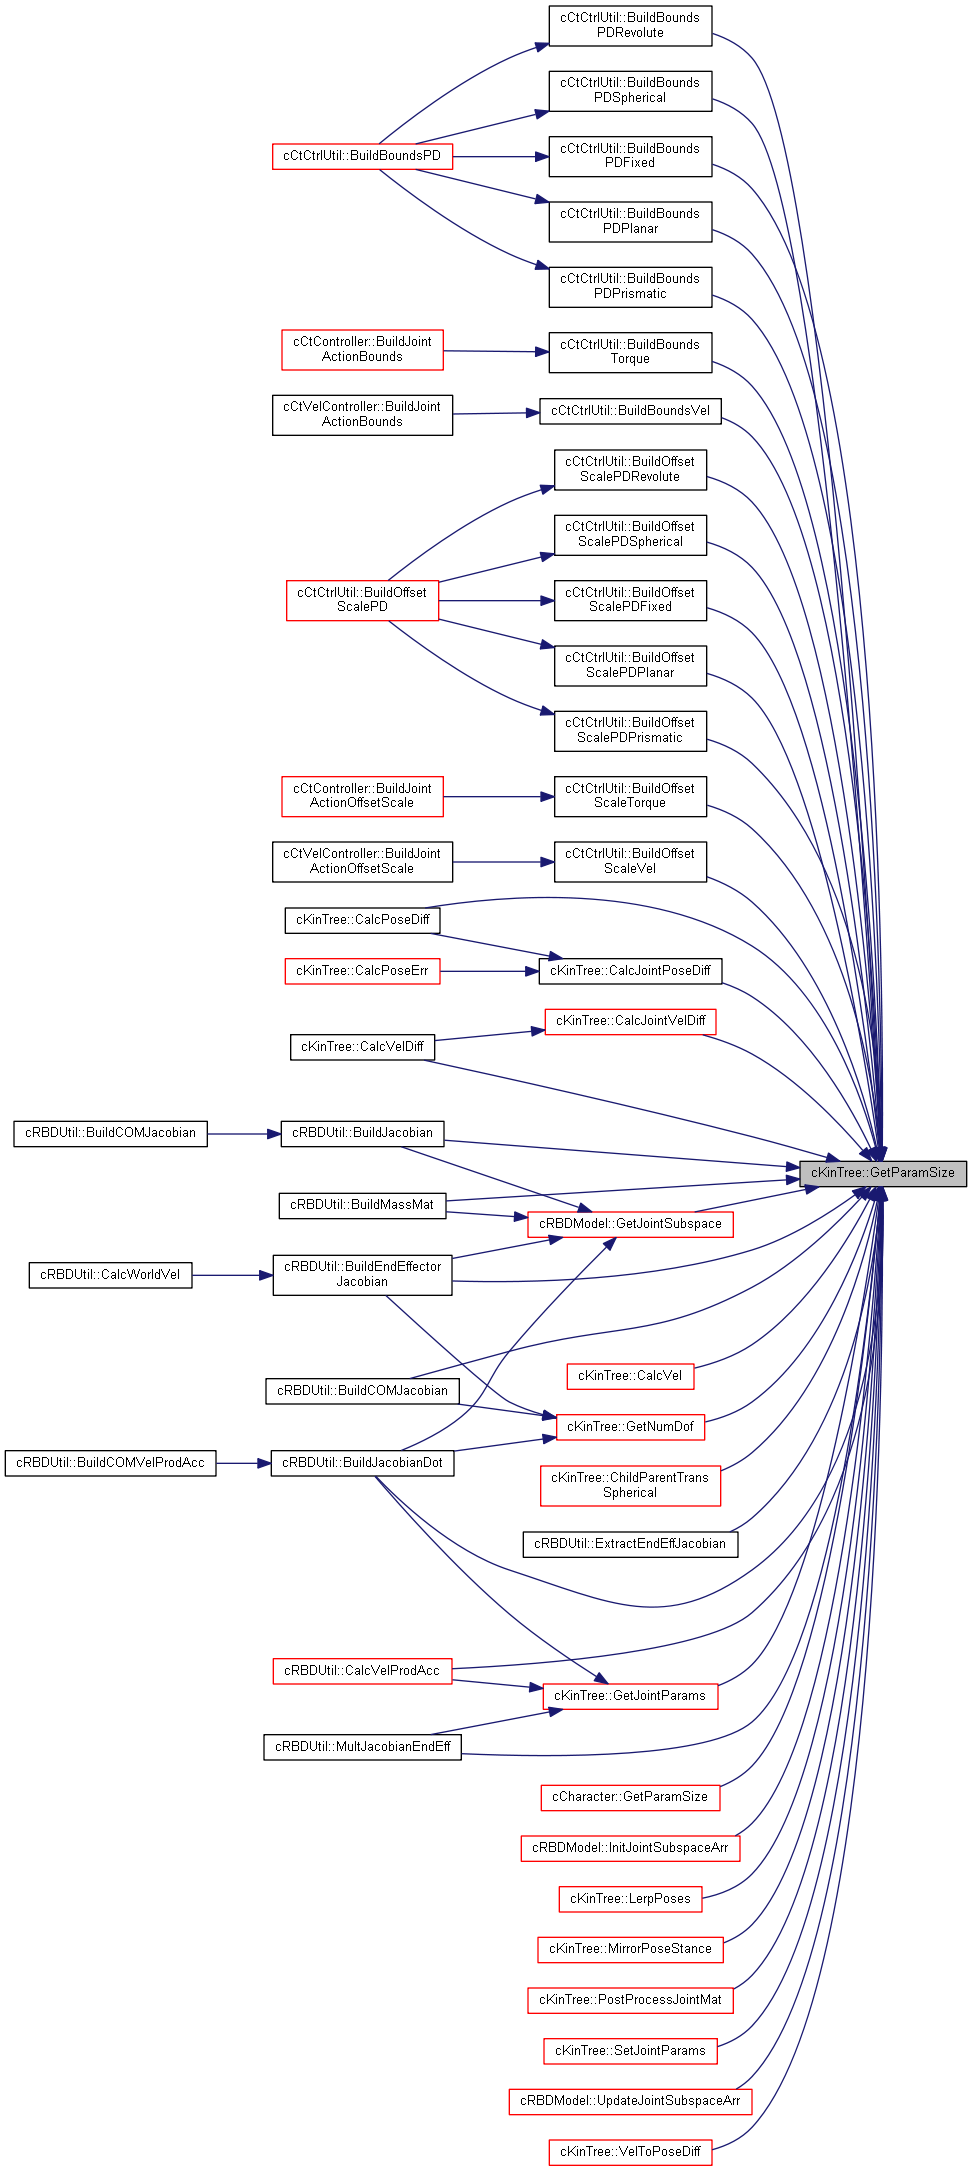 cCtCtrlUtil::BuildBounds
PDRevolute
cCtCtrlUtil::BuildBounds
PDSpherical
cCtCtrlUtil::BuildBoundsPD
cCtCtrlUtil::BuildBounds
PDFixed
cCtCtrlUtil::BuildBounds
PDPlanar
cCtCtrlUtil::BuildBounds
PDPrismatic
cCtController::BuildJoint
ActionBounds
cCtCtrlUtil::BuildBounds
Torque
cCtVelController::BuildJoint
ActionBounds
cCtCtrlUtil::BuildBoundsVel
cCtCtrlUtil::BuildOffset
ScalePDRevolute
cCtCtrlUtil::BuildOffset
ScalePDSpherical
cCtCtrlUtil::BuildOffset
ScalePD
cCtCtrlUtil::BuildOffset
ScalePDFixed
cCtCtrlUtil::BuildOffset
ScalePDPlanar
cCtCtrlUtil::BuildOffset
ScalePDPrismatic
cCtController::BuildJoint
ActionOffsetScale
cCtCtrlUtil::BuildOffset
ScaleTorque
cCtVelController::BuildJoint
ActionOffsetScale
cCtCtrlUtil::BuildOffset
ScaleVel
cKinTree::CalcPoseDiff
cKinTree::CalcPoseErr
cKinTree::CalcJointPoseDiff
cKinTree::CalcJointVelDiff
cKinTree::CalcVelDiff
cRBDUtil::BuildCOMJacobian
cRBDUtil::BuildJacobian
cKinTree::GetParamSize
cRBDUtil::BuildMassMat
cRBDModel::GetJointSubspace
cRBDUtil::CalcWorldVel
cRBDUtil::BuildEndEffector
Jacobian
cKinTree::CalcVel
cRBDUtil::BuildCOMJacobian
cKinTree::GetNumDof
cRBDUtil::BuildCOMVelProdAcc
cRBDUtil::BuildJacobianDot
cKinTree::ChildParentTrans
Spherical
cRBDUtil::ExtractEndEffJacobian
cRBDUtil::CalcVelProdAcc
cKinTree::GetJointParams
cRBDUtil::MultJacobianEndEff
cCharacter::GetParamSize
cRBDModel::InitJointSubspaceArr
cKinTree::LerpPoses
cKinTree::MirrorPoseStance
cKinTree::PostProcessJointMat
cKinTree::SetJointParams
cRBDModel::UpdateJointSubspaceArr
cKinTree::VelToPoseDiff